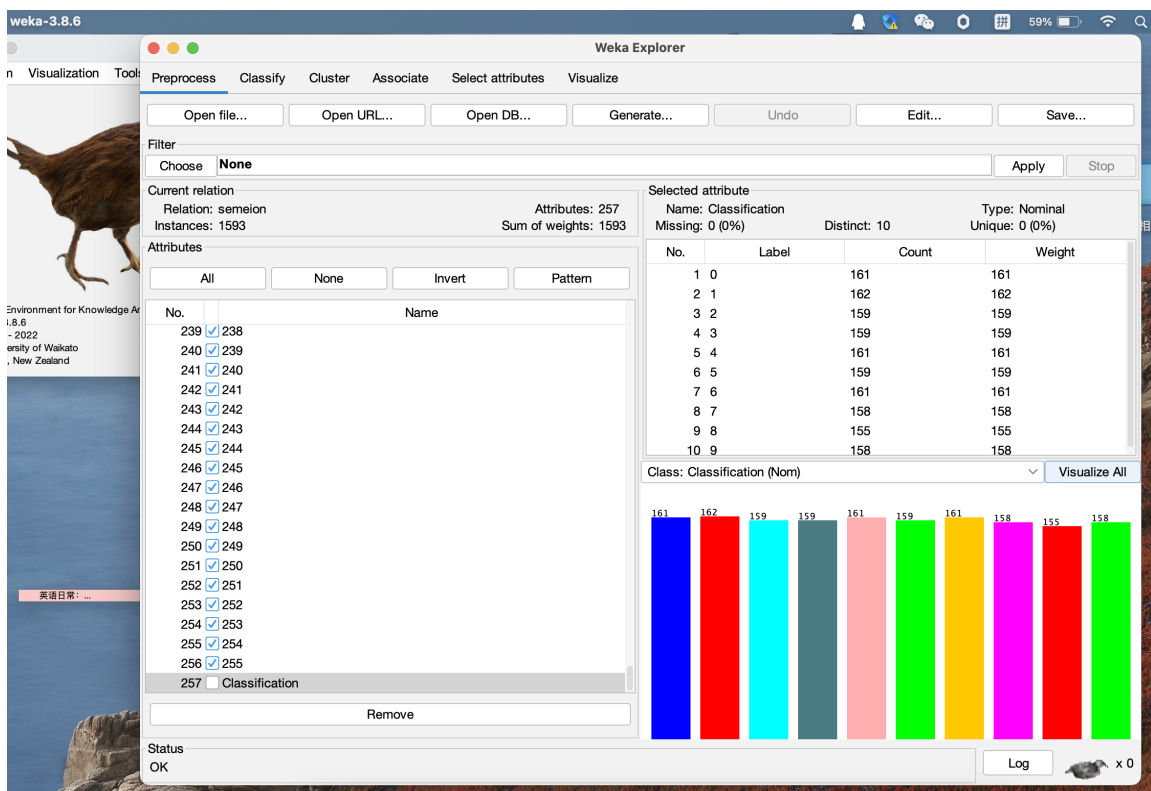 weka-3.8.6
拼
59%
Weka Explorer
Visualization
Preprocess Classify Cluster Associate Select attributes Visualize
Open file... Open URL... Open DB... Generate... Undo Edit... Save...
Filter
Choose None Apply Stop
Current relation
Relation: semeion Attributes: 257
Instances: 1593 Sum of weights: 1593
Selected attribute
Name: Classification Type: Nominal
Missing: 0 (0%) Distinct: 10 Unique: 0 (0%)
Attributes
All None Invert Pattern
No. Name
239 238
240 239
241 240
242 241
243 242
244 243
245 244
246 245
247 246
248 247
249 248
250 249
251 250
252 251
253 252
254 253
255 254
256 255
257 Classification
Remove
No. Label Count Weight
1 0 161 161
2 1 162 162
3 2 159 159
4 3 159 159
5 4 161 161
6 5 159 159
7 6 161 161
8 7 158 158
9 8 155 155
10 9 158 158
Class: Classification (Nom) Visualize All
161 162 159 159 161 159 161 158 155 158
Environment for Knowledge
- 2022
ersity of Waikato
, New Zealand
英语日常：...
Status
OK
Log x 0